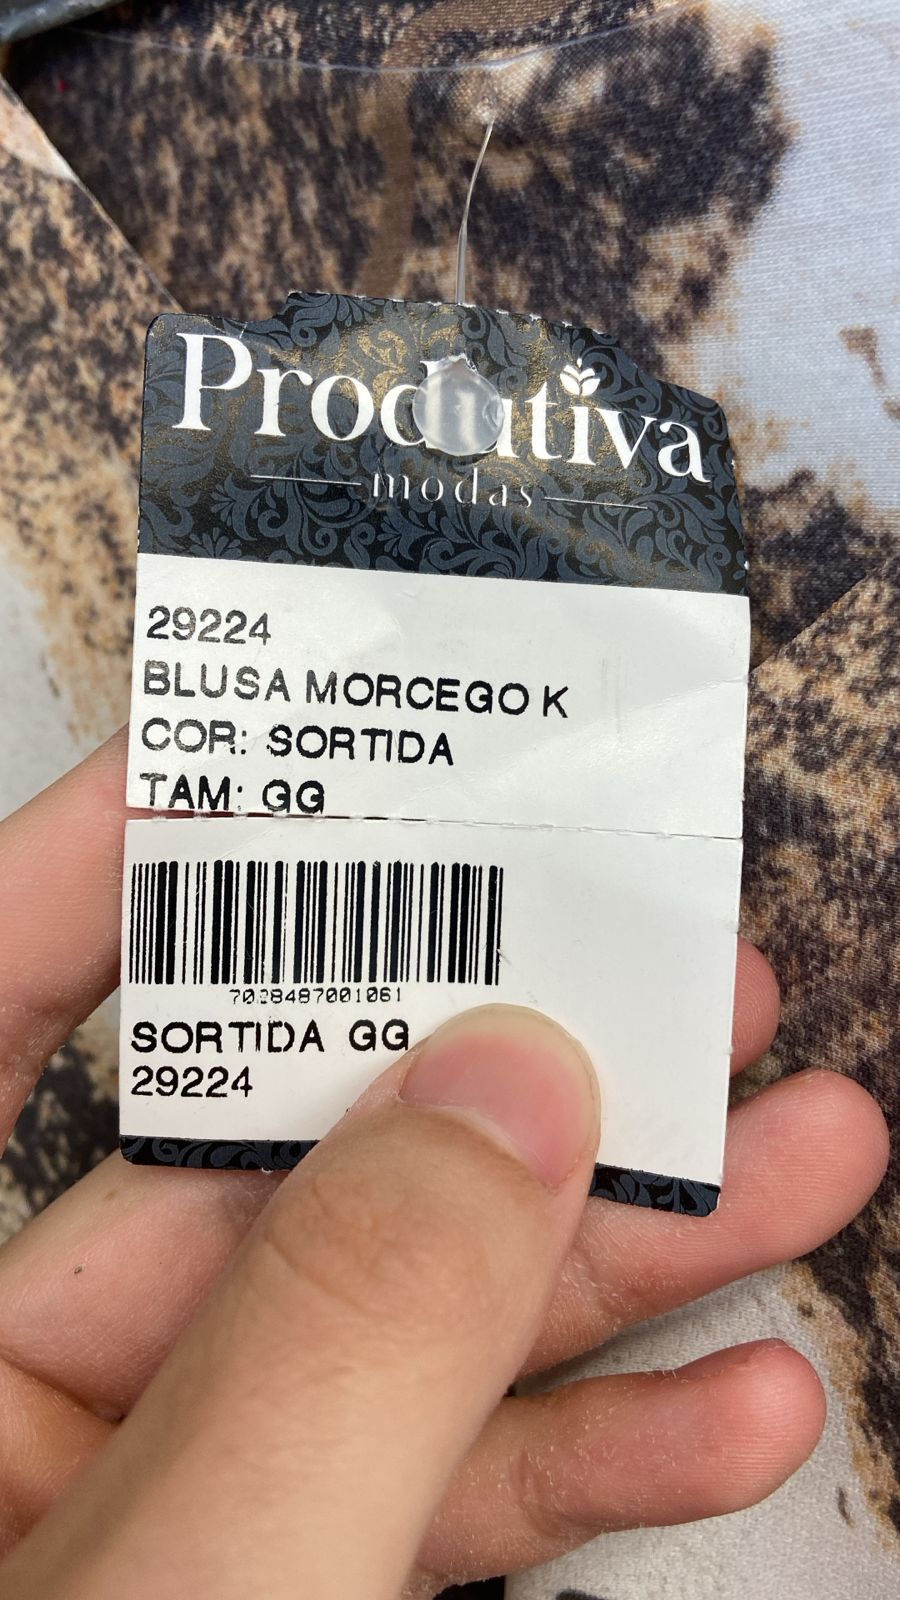 Produtiva
modas
29224
BLUSA MORCEGO K
COR: SORTIDA
TAM: GG
7028487001061
SORTIDA GG
29224